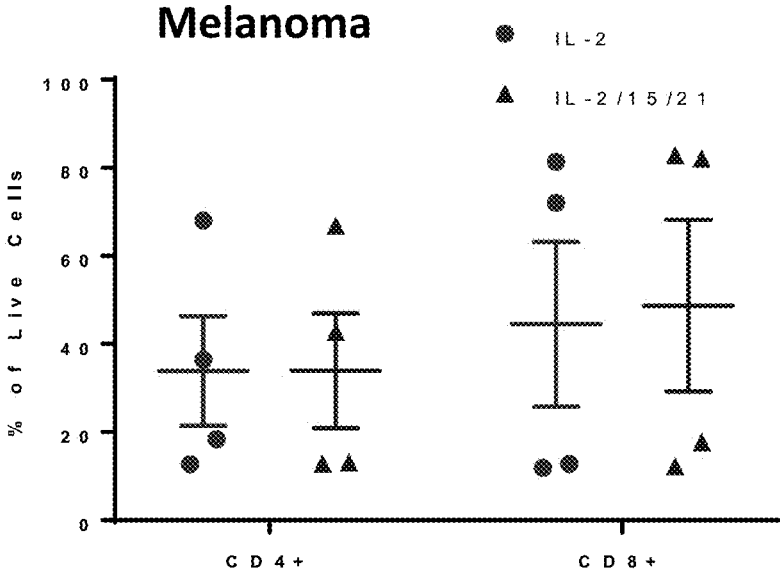 Melanoma
IL-2
IL-2/15/21
% of Live Cells
100
80
60
40
20
0
CD4+
CD8+